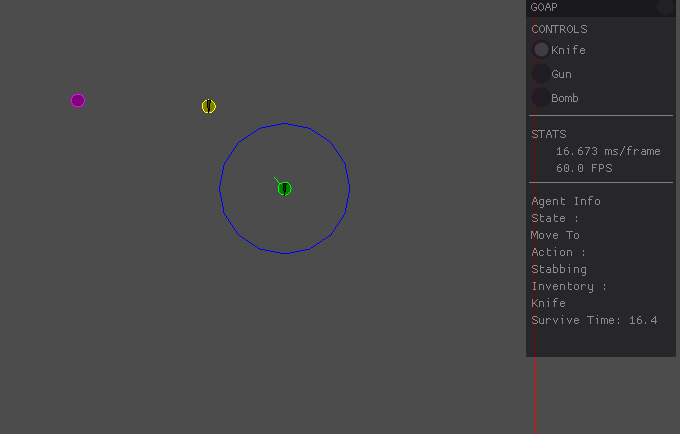 GOAP
CONTROLS
Knife
Gun
Bomb
STATS
16.673 ms/frame
60.0 FPS
Agent Info
State :
Move To
Action :
Stabbing
Inventory :
Knife
Survive Time: 16.4